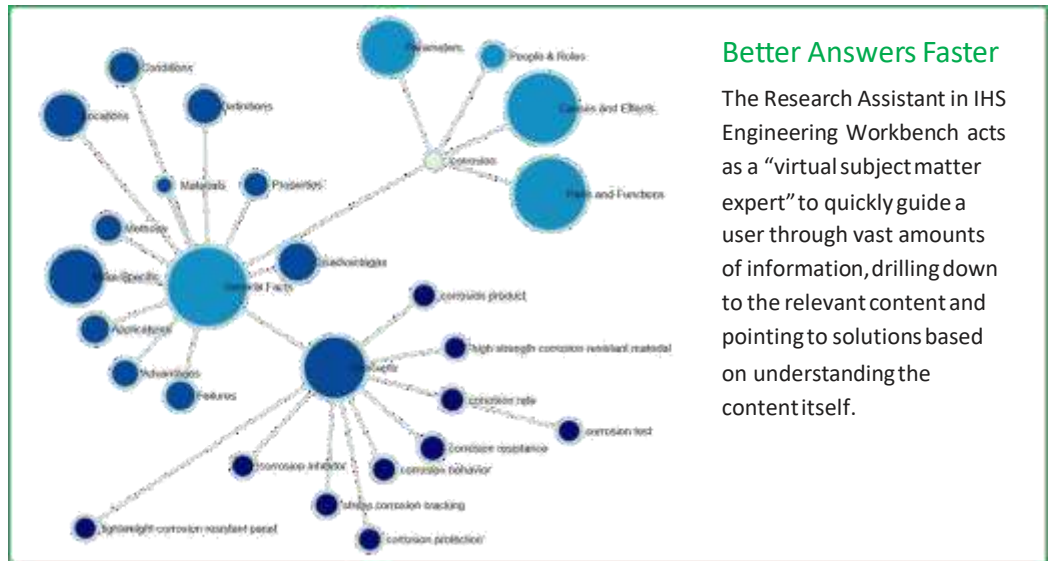 Better Answers Faster
The Research Assistant in IHS
Engineering Workbench acts
as a “virtual subject matter
expert” to quickly guide a
user through vast amounts
of information, drilling down
to the relevant content and
pointing to solutions based
on understanding the
content itself.
Parameters
People & Roles
Conditions
Causes and Effects
Locations
Definitions
Corrosion
Materials
Properties
Parts and Functions
Methods
Disadvantages
General Facts
corrosion product
Applications
high strength corrosion resistant material
Advantages
Failures
corrosion rate
corrosion test
corrosion resistance
corrosion inhibitor
corrosion behavior
stress corrosion cracking
lightweight corrosion resistant panel
corrosion protection